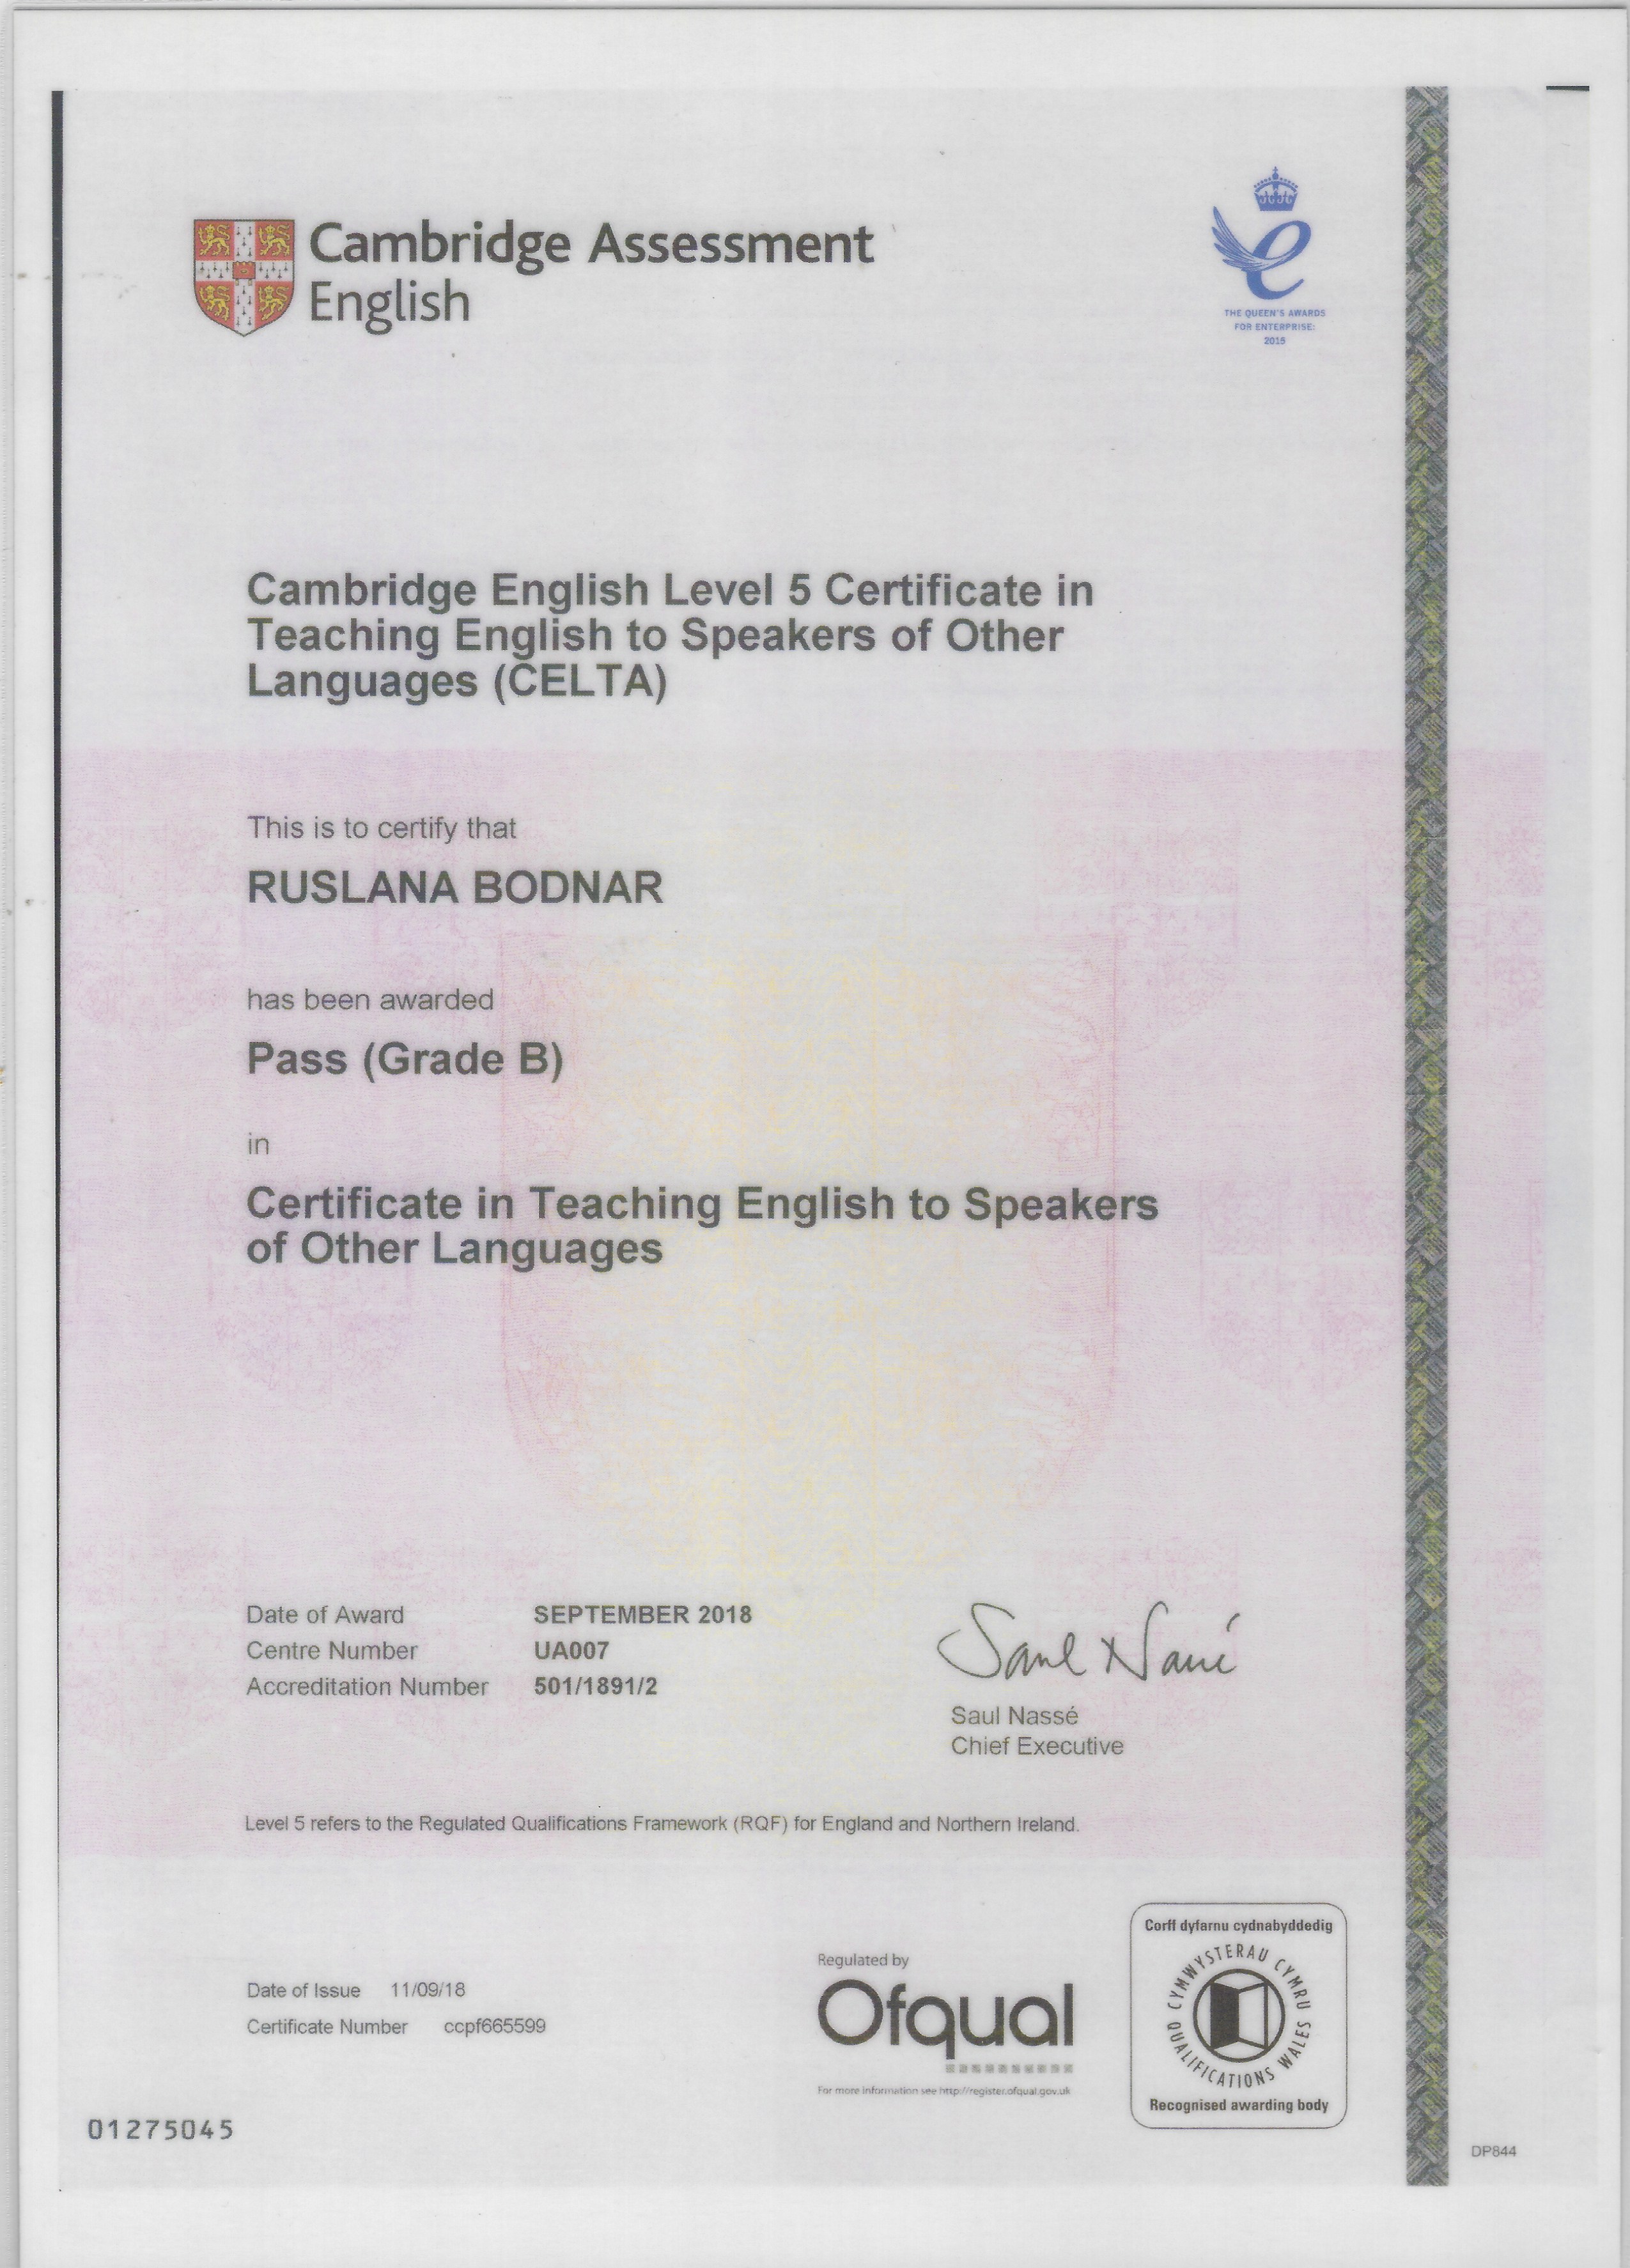 Cambridge Assessment
English
THE QUEEN'S AWARDS
FOR ENTERPRISE:
2015
Cambridge English Level 5 Certificate in
Teaching English to Speakers of Other
Languages (CELTA)
This is to certify that
RUSLANA BODNAR
has been awarded
Pass (Grade B)
in
Certificate in Teaching English to Speakers
of Other Languages
Date of Award SEPTEMBER 2018
Centre Number UA007
Accreditation Number 501/1891/2
Saul Nassé
Saul Nassé
Chief Executive
Level 5 refers to the Regulated Qualifications Framework (RQF) for England and Northern Ireland.
Date of Issue 11/09/18
Certificate Number ccpf665599
Regulated by
Ofqual
For more information see http://register.ofqual.gov.uk
Corff dyfarnu cydnabyddedig
CYMWYSTERAU CYMRU
QUALIFICATIONS WALES
Recognised awarding body
01275045
DP844